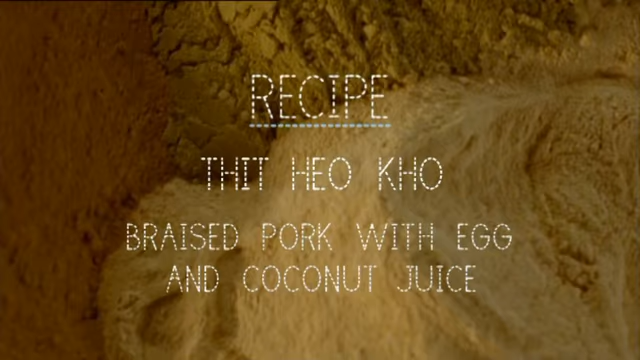 RECIPE
THIT HEO KHO
BRAISED PORK WITH EGG
AND COCONUT JUICE